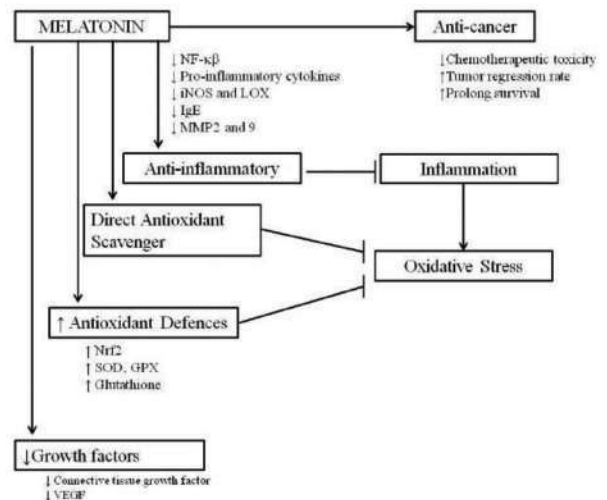 MELATONIN
Anti-cancer
↓ NF-κβ
↓ Pro-inflammatory cytokines
↓ iNOS and LOX
↓ IgE
↓ MMP2 and 9
↓Chemotherapeutic toxicity
↑Tumor regression rate
↑Prolong survival
Anti-inflammatory
Inflammation
Direct Antioxidant
Scavenger
Oxidative Stress
↑ Antioxidant Defences
↑ Nrf2
↑ SOD, GPX
↑ Glutathione
↓Growth factors
↓ Connective tissue growth factor
↓ VEGF